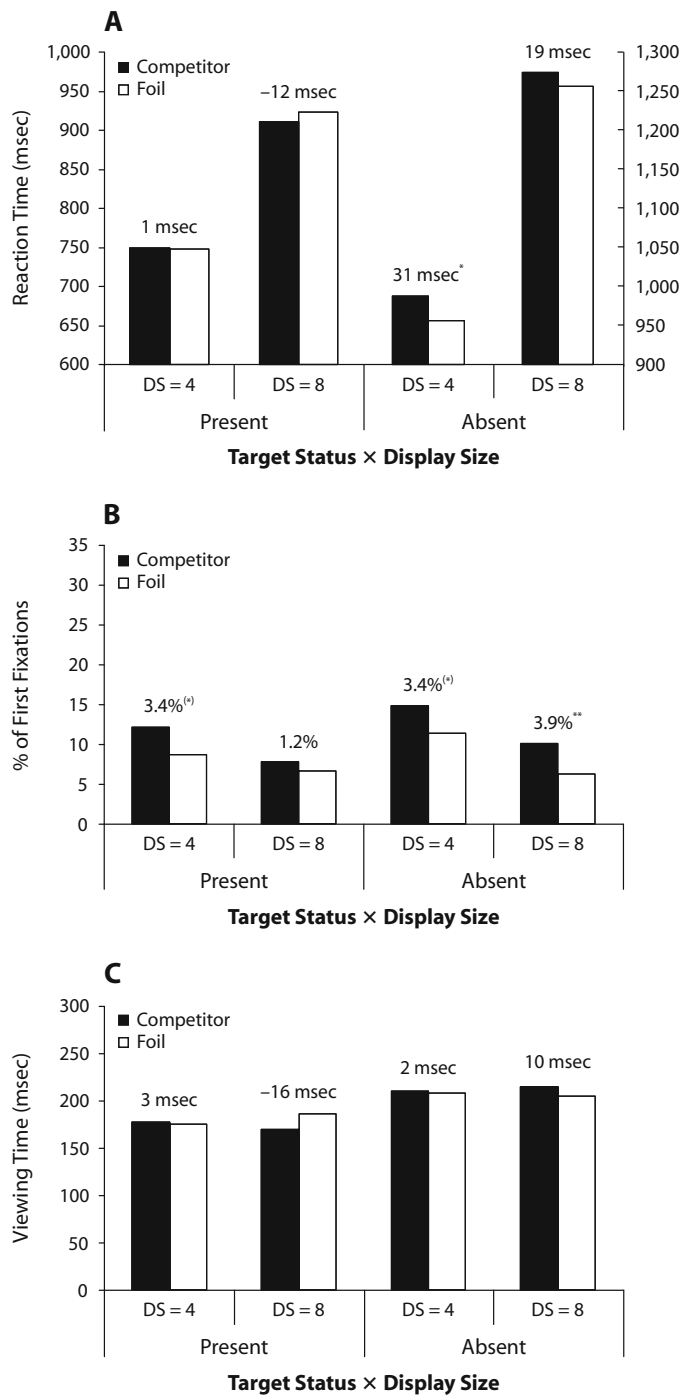 A
1,000
950
900
850
800
750
700
650
600
Reaction Time (msec)
Competitor
Foil
1 msec
–12 msec
31 msec*
19 msec
1,300
1,250
1,200
1,150
1,100
1,050
1,000
950
900
DS = 4 DS = 8 DS = 4 DS = 8
Present Absent
Target Status × Display Size
B
35
30
25
20
15
10
5
0
% of First Fixations
Competitor
Foil
3.4%(*)
1.2%
3.4%(*)
3.9%**
DS = 4 DS = 8 DS = 4 DS = 8
Present Absent
Target Status × Display Size
C
300
250
200
150
100
50
0
Viewing Time (msec)
Competitor
Foil
3 msec
–16 msec
2 msec
10 msec
DS = 4 DS = 8 DS = 4 DS = 8
Present Absent
Target Status × Display Size